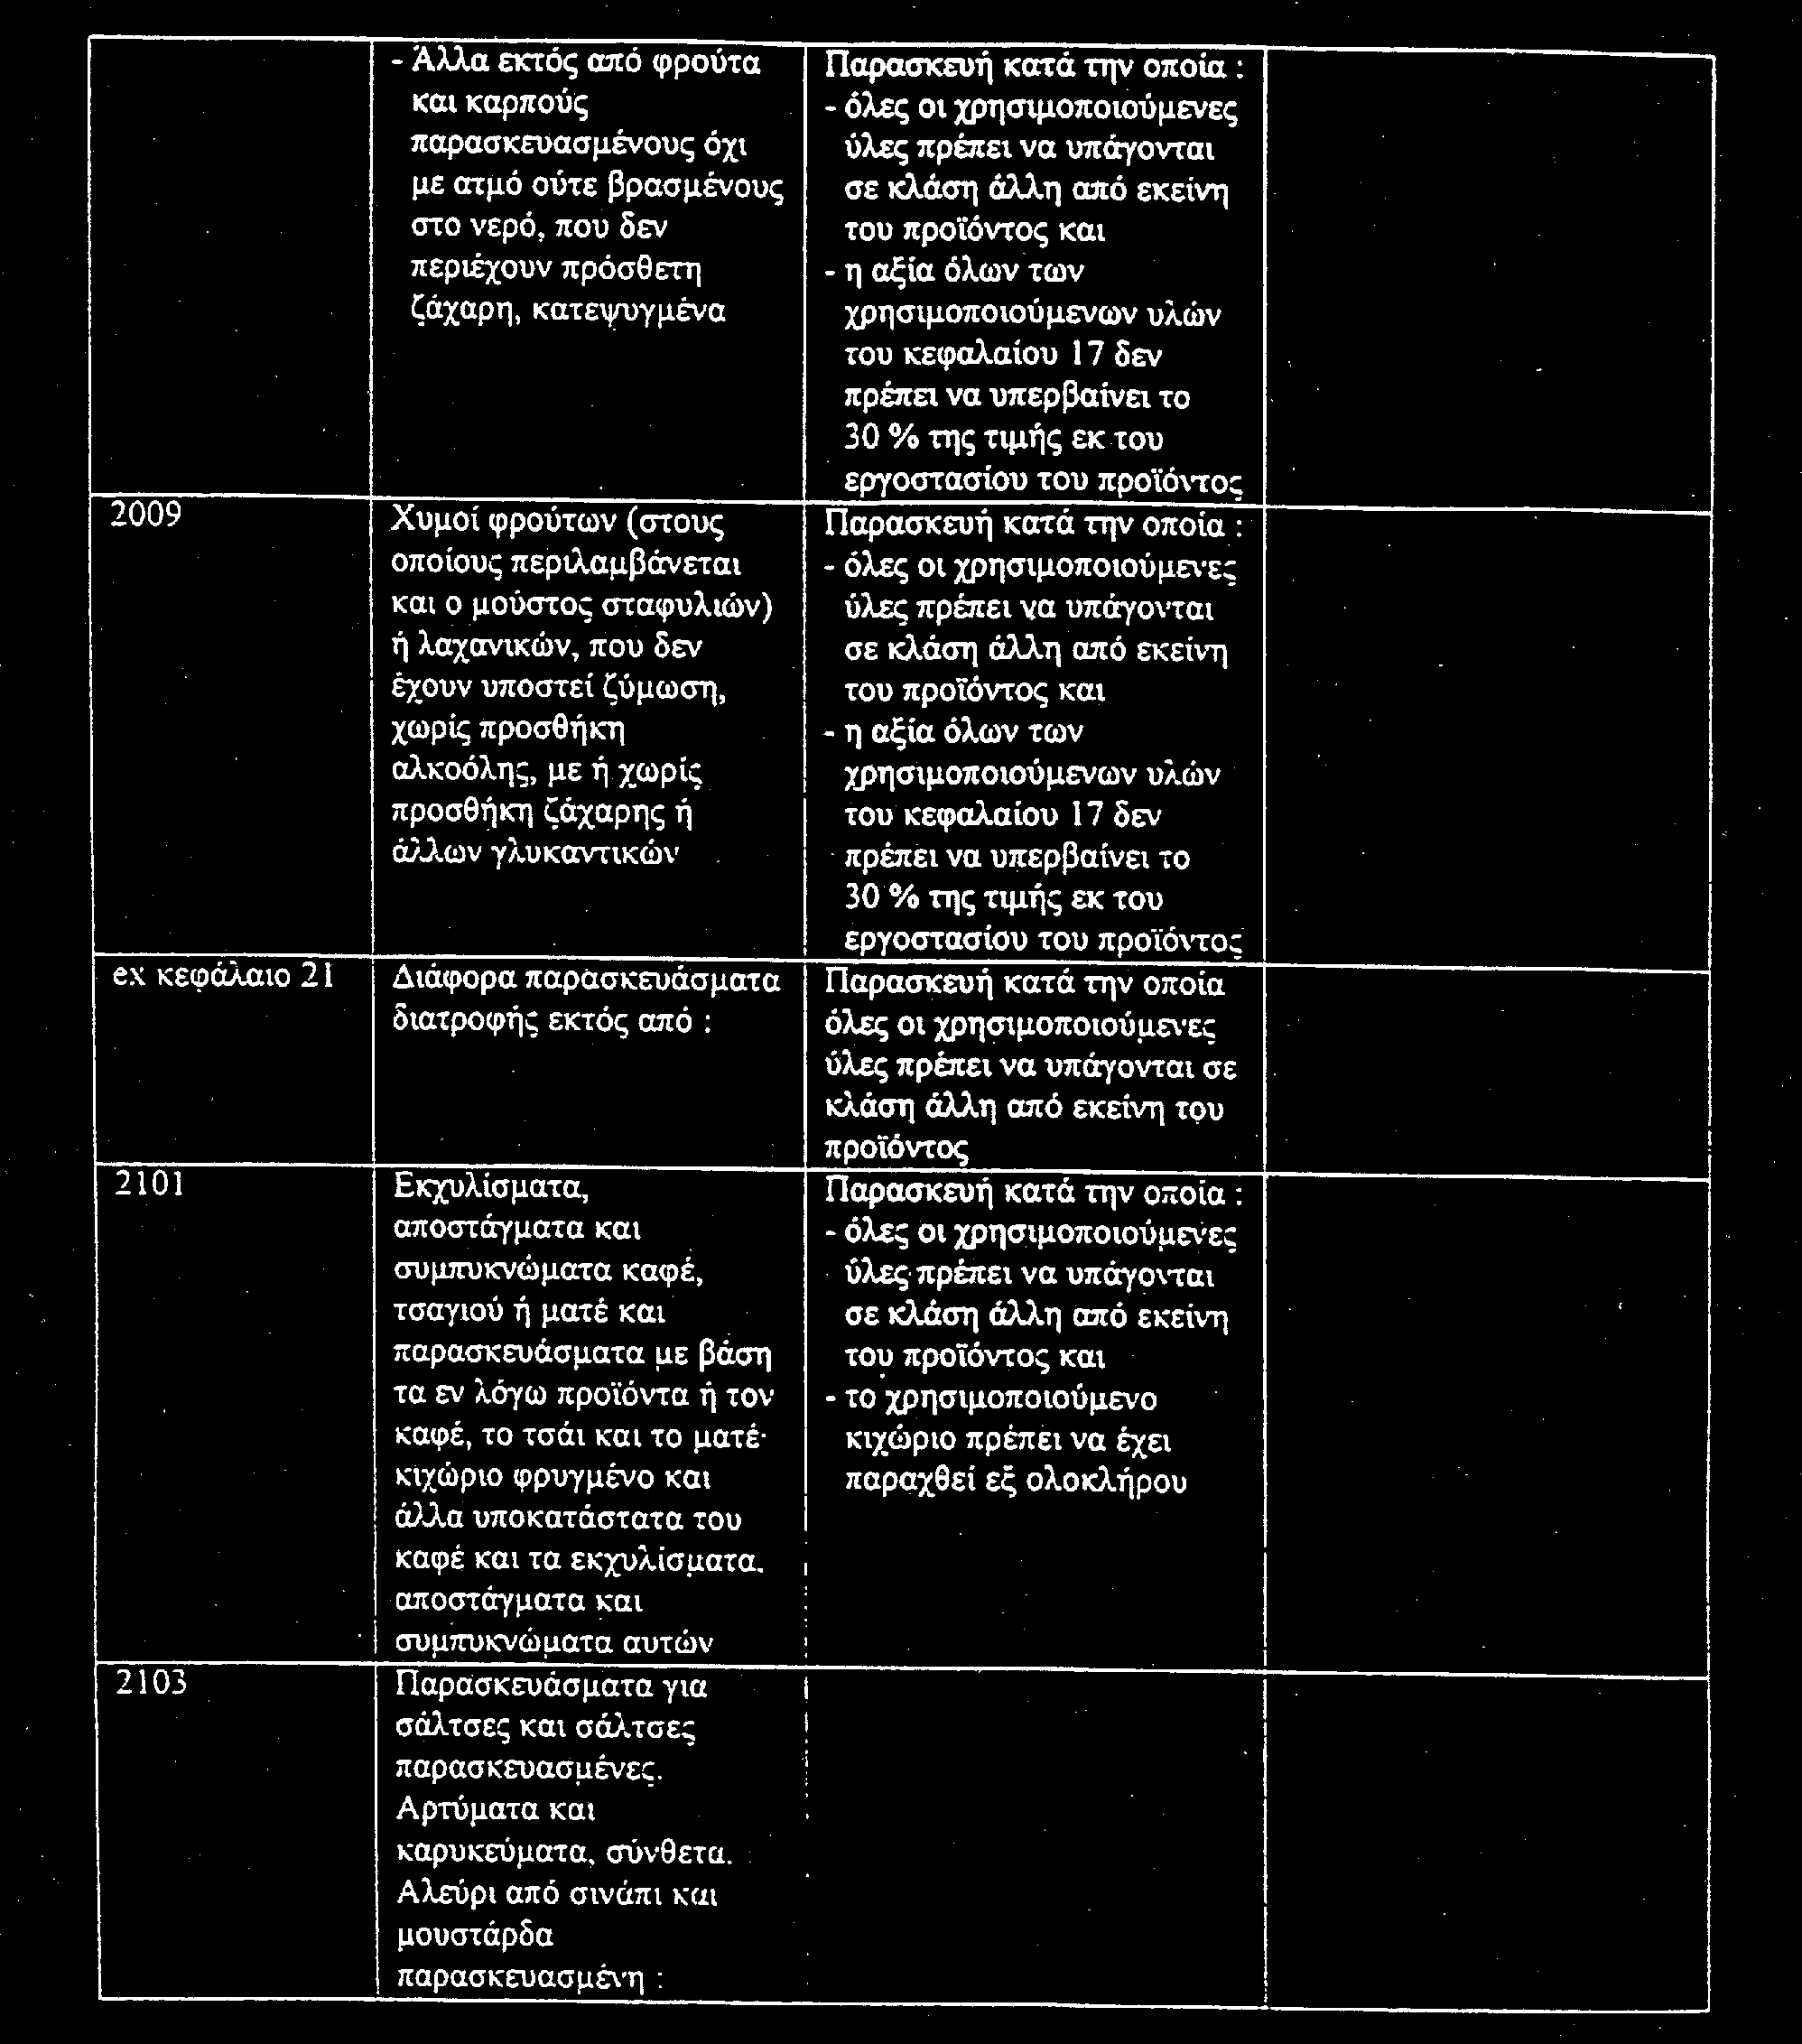 - Άλλα εκτός από φρούτα
και καρπούς
παρασκευασμένους όχι
με ατμό ούτε βρασμένους
στο νερό, που δεν
περιέχουν πρόσθετη
ζάχαρη, κατεψυγμένα
Παρασκευή κατά την οποία :
- όλες οι χρησιμοποιούμενες
ύλες πρέπει να υπάγονται
σε κλάση άλλη από εκείνη
του προϊόντος και
- η αξία όλων των
χρησιμοποιούμενων υλών
του κεφαλαίου 17 δεν
πρέπει να υπερβαίνει το
30 % της τιμής εκ του
εργοστασίου του προϊόντος
2009
Χυμοί φρούτων (στους
οποίους περιλαμβάνεται
και ο μούστος σταφυλιών)
ή λαχανικών, που δεν
έχουν υποστεί ζύμωση,
χωρίς προσθήκη
αλκοόλης, με ή χωρίς
προσθήκη ζάχαρης ή
άλλων γλυκαντικών
Παρασκευή κατά την οποία :
- όλες οι χρησιμοποιούμενες
ύλες πρέπει να υπάγονται
σε κλάση άλλη από εκείνη
του προϊόντος και
- η αξία όλων των
χρησιμοποιούμενων υλών
του κεφαλαίου 17 δεν
πρέπει να υπερβαίνει το
30 % της τιμής εκ του
εργοστασίου του προϊόντος
ex κεφάλαιο 21
Διάφορα παρασκευάσματα
διατροφής εκτός από :
Παρασκευή κατά την οποία
όλες οι χρησιμοποιούμενες
ύλες πρέπει να υπάγονται σε
κλάση άλλη από εκείνη του
προϊόντος
2101
Εκχυλίσματα,
αποστάγματα και
συμπυκνώματα καφέ,
τσαγιού ή ματέ και
παρασκευάσματα με βάση
τα εν λόγω προϊόντα ή τον
καφέ, το τσάι και το ματέ·
κιχώριο φρυγμένο και
άλλα υποκατάστατα του
καφέ και τα εκχυλίσματα,
αποστάγματα και
συμπυκνώματα αυτών
Παρασκευή κατά την οποία :
- όλες οι χρησιμοποιούμενες
ύλες πρέπει να υπάγονται
σε κλάση άλλη από εκείνη
του προϊόντος και
- το χρησιμοποιούμενο
κιχώριο πρέπει να έχει
παραχθεί εξ ολοκλήρου
2103
Παρασκευάσματα για
σάλτσες και σάλτσες
παρασκευασμένες.
Αρτύματα και
καρυκεύματα, σύνθετα.
Αλεύρι από σινάπι και
μουστάρδα
παρασκευασμένη :